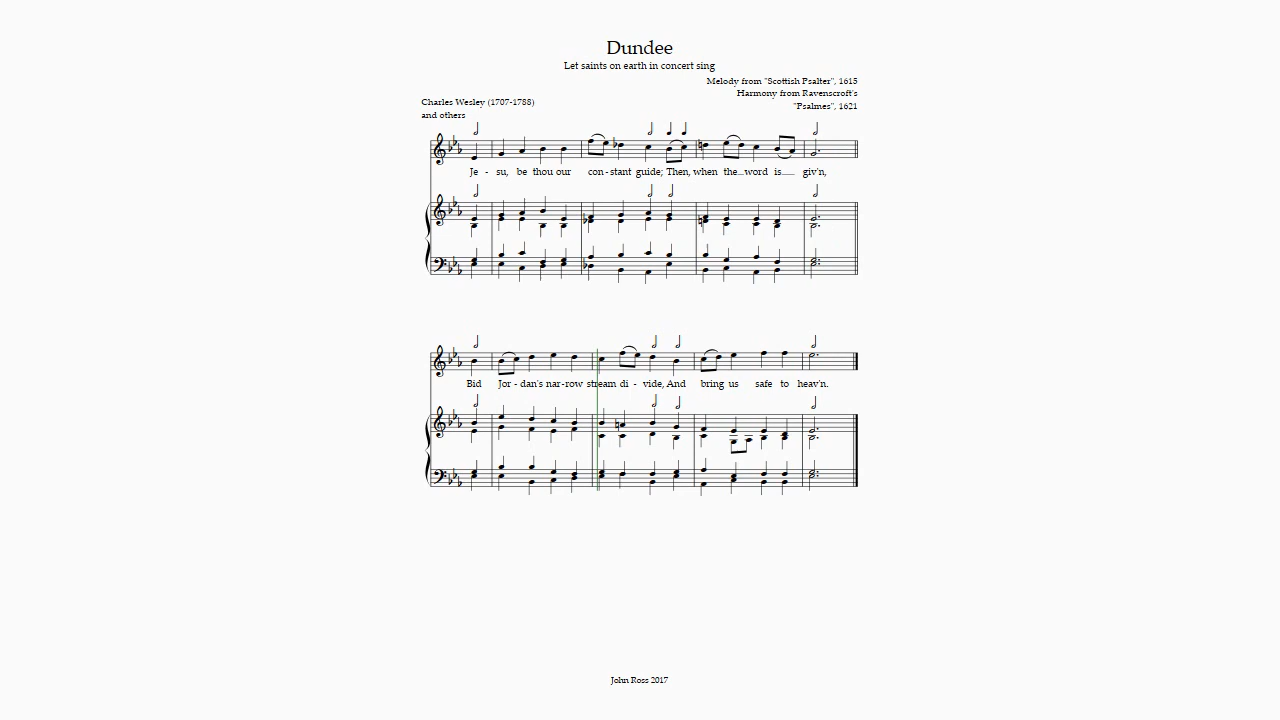 Dundee
Let saints on earth in concert sing
Melody from "Scottish Psalter", 1615
Harmony from Ravenscroft's
"Psalmes", 1621
Charles Wesley (1707-1788)
and others
Je - su, be thou our con - stant guide; Then, when the word is giv'n,
Bid Jor - dan's nar - row stream di - vide, And bring us safe to heav'n.
John Ross 2017